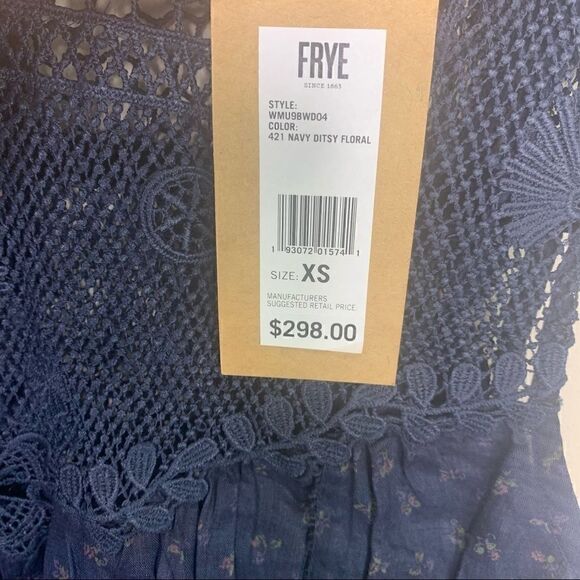 FRYE
SINCE 1863
STYLE:
WMU9BWD04
COLOR:
421 NAVY DITSY FLORAL
1 93072 01574 1
SIZE: XS
MANUFACTURERS
SUGGESTED RETAIL PRICE.
$298.00